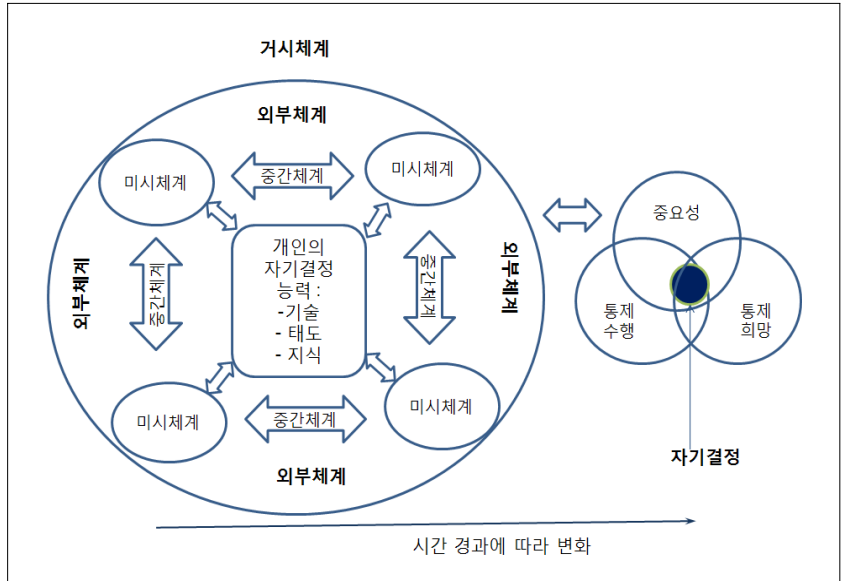 거시체계
외부체계
미시체계
중간체계
미시체계
중요성
외부체계
중간체계
개인의
자기결정
능력 :
-기술
- 태도
- 지식
중간체계
외부체계
통제
수행
통제
희망
미시체계
중간체계
미시체계
외부체계
자기결정
시간 경과에 따라 변화